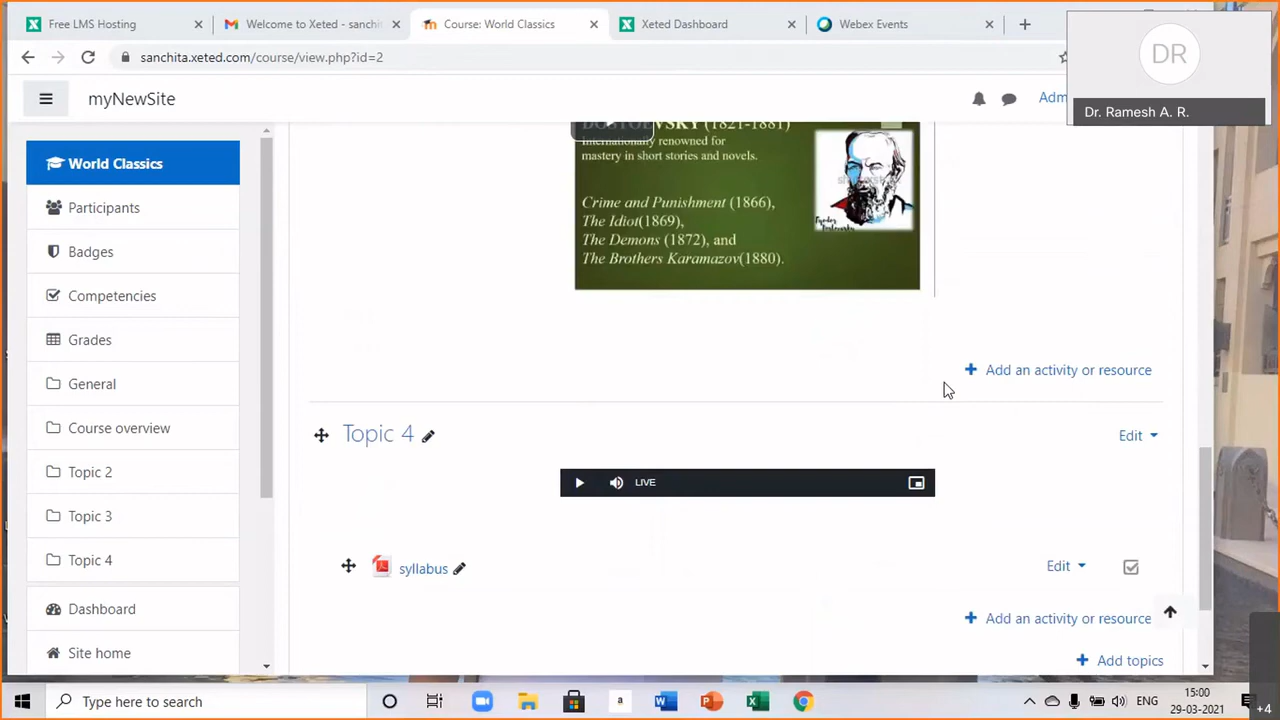 Free LMS Hosting
Welcome to Xeted - sanchit
Course: World Classics
Xeted Dashboard
Webex Events
sanchita.xeted.com/course/view.php?id=2
DR
Dr. Ramesh A. R.
myNewSite
Adm
World Classics
Participants
Badges
Competencies
Grades
General
Course overview
Topic 2
Topic 3
Topic 4
Dashboard
Site home
DOSTOEVSKY (1821-1881)
Internationally renowned for
mastery in short stories and novels.
Crime and Punishment (1866),
The Idiot(1869),
The Demons (1872), and
The Brothers Karamazov(1880).
Add an activity or resource
Topic 4
Edit
LIVE
syllabus
Edit
Add an activity or resource
Add topics
Type here to search
a
ENG
15:00
29-03-2021
+4